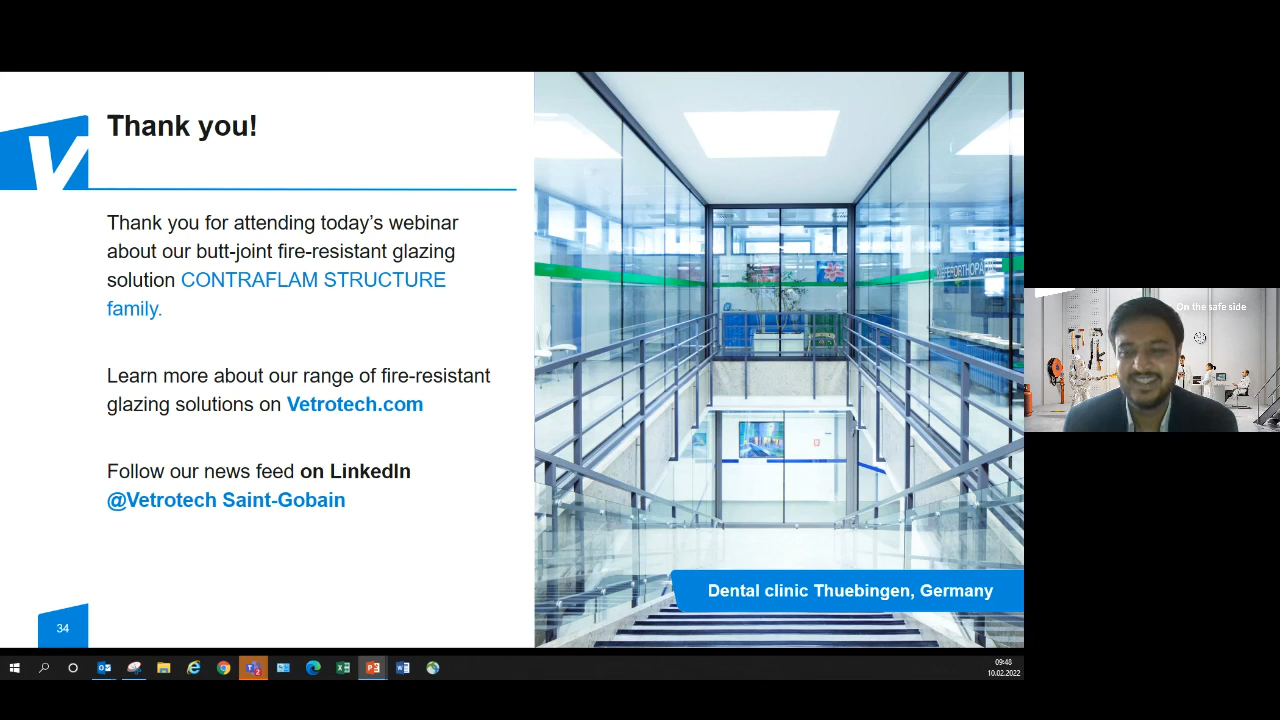 Thank you!
Thank you for attending today’s webinar
about our butt-joint fire-resistant glazing
solution CONTRAFLAM STRUCTURE
family.
Learn more about our range of fire-resistant
glazing solutions on Vetrotech.com
Follow our news feed on LinkedIn
@Vetrotech Saint-Gobain
34
Dental clinic Thuebingen, Germany
On the safe side
09:48
10.02.2022